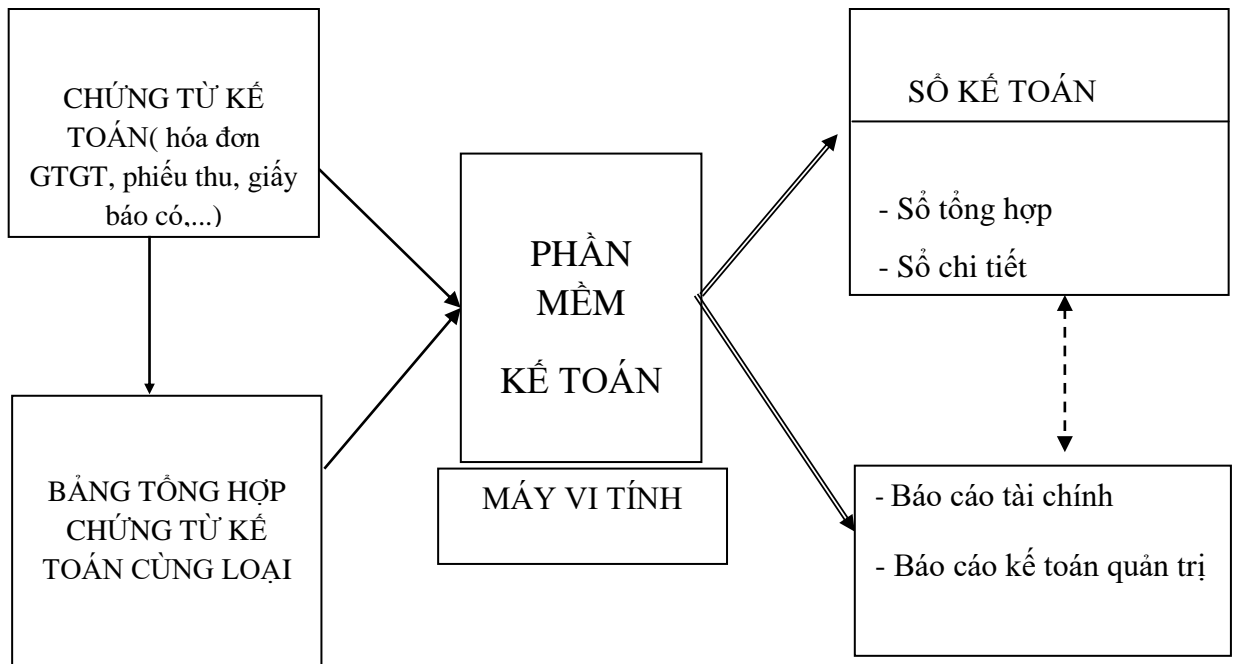 CHỨNG TỪ KẾ
TOÁN( hóa đơn
GTGT, phiếu thu, giấy
báo có,...)
BẢNG TỔNG HỢP
CHỨNG TỪ KẾ
TOÁN CÙNG LOẠI
PHẦN
MỀM
KẾ TOÁN
MÁY VI TÍNH
SỔ KẾ TOÁN
- Sổ tổng hợp
- Sổ chi tiết
- Báo cáo tài chính
- Báo cáo kế toán quản trị